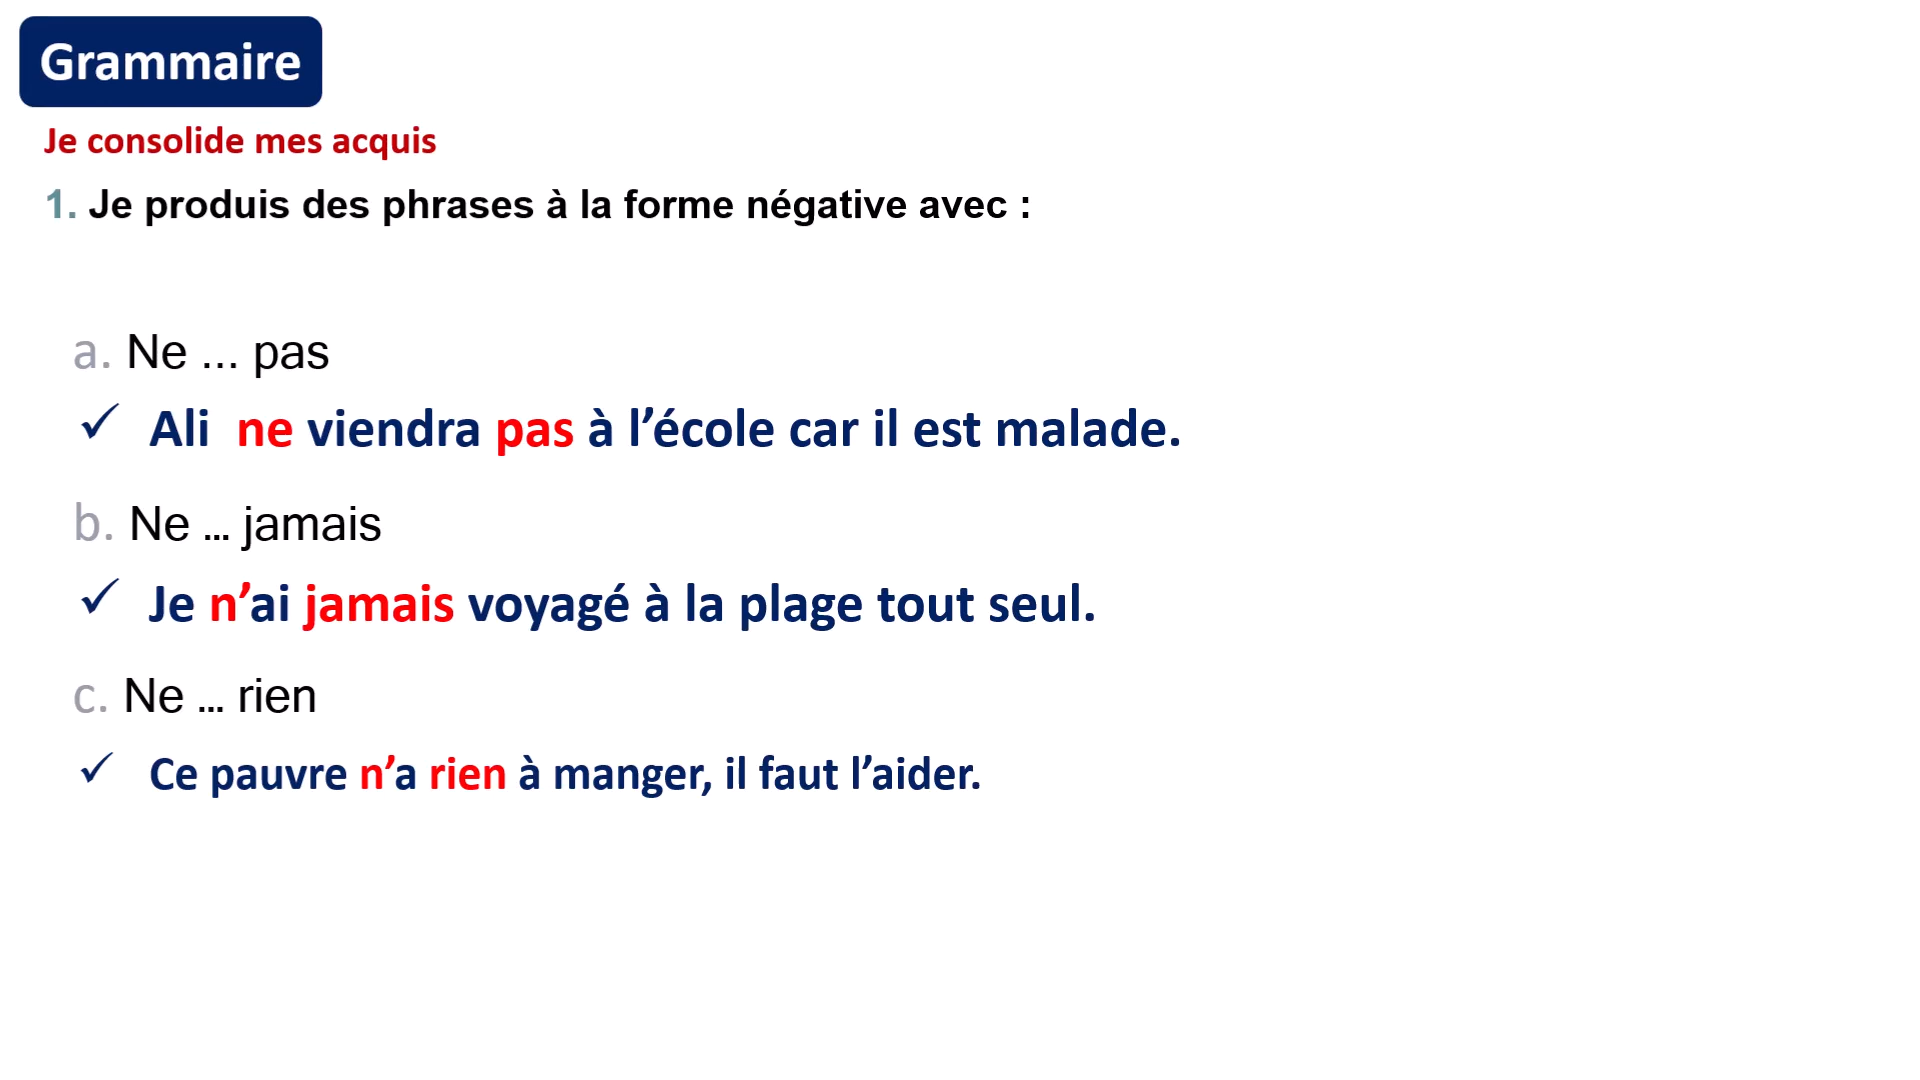 Grammaire
Je consolide mes acquis
1. Je produis des phrases à la forme négative avec :
a. Ne ... pas
✓ Ali ne viendra pas à l’école car il est malade.
b. Ne ... jamais
✓ Je n’ai jamais voyagé à la plage tout seul.
c. Ne ... rien
✓ Ce pauvre n’a rien à manger, il faut l’aider.